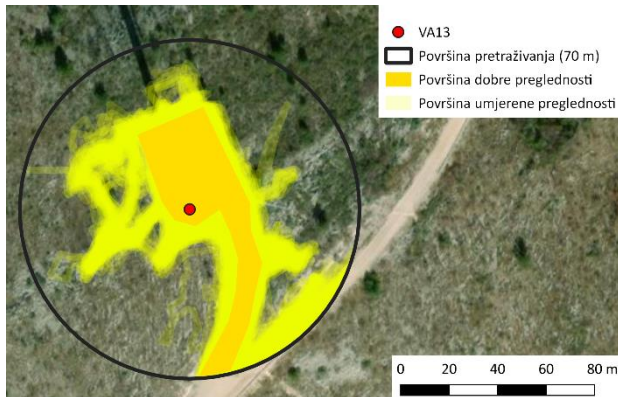 VA13
Površina pretraživanja (70 m)
Površina dobre preglednosti
Površina umjerene preglednosti
0 20 40 60 80 m